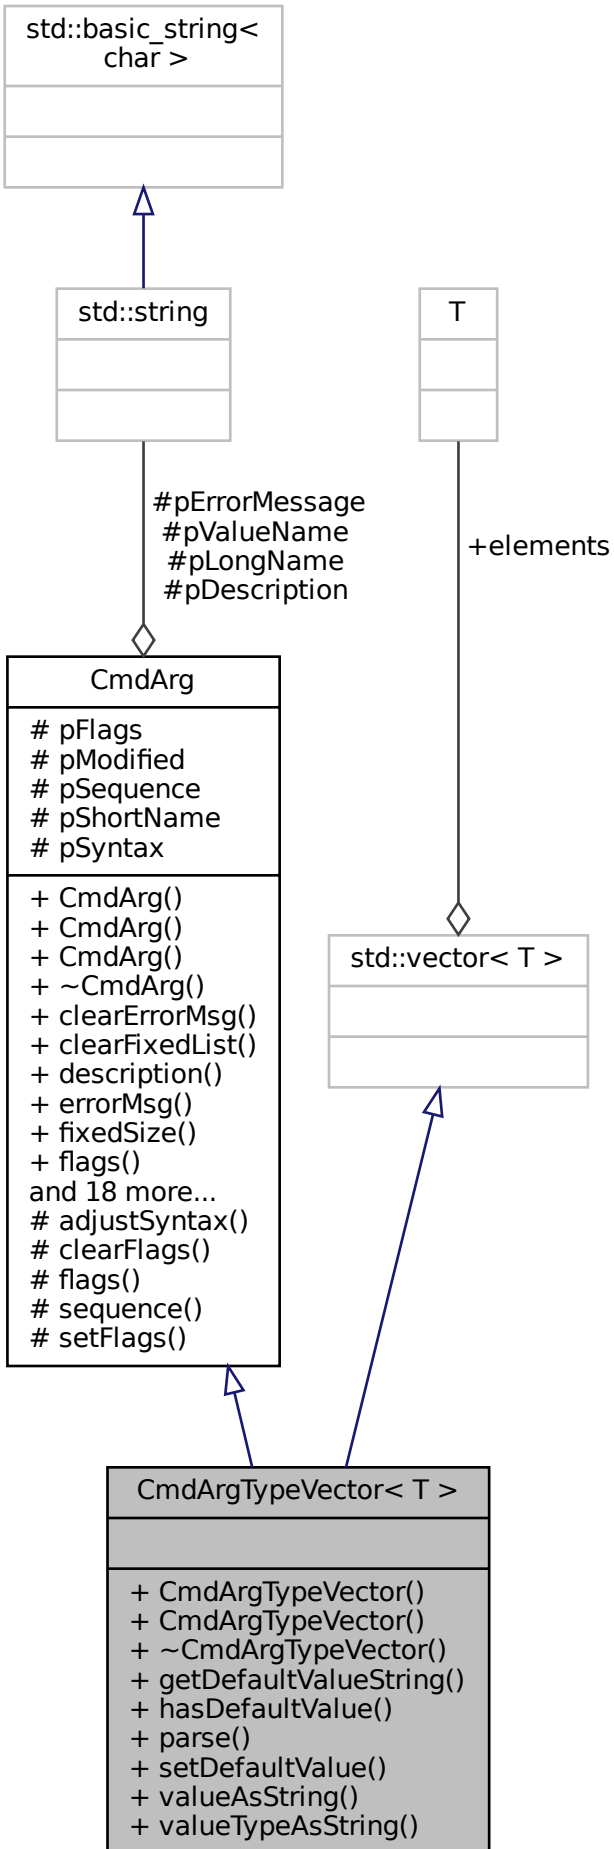 std::basic_string<
char >
std::string
T
#pErrorMessage
#pValueName
#pLongName
#pDescription
+elements
CmdArg
# pFlags
# pModified
# pSequence
# pShortName
# pSyntax
+ CmdArg()
+ CmdArg()
+ CmdArg()
+ ~CmdArg()
+ clearErrorMsg()
+ clearFixedList()
+ description()
+ errorMsg()
+ fixedSize()
+ flags()
and 18 more...
# adjustSyntax()
# clearFlags()
# flags()
# sequence()
# setFlags()
std::vector< T >
CmdArgTypeVector< T >
+ CmdArgTypeVector()
+ CmdArgTypeVector()
+ ~CmdArgTypeVector()
+ getDefaultValueString()
+ hasDefaultValue()
+ parse()
+ setDefaultValue()
+ valueAsString()
+ valueTypeAsString()